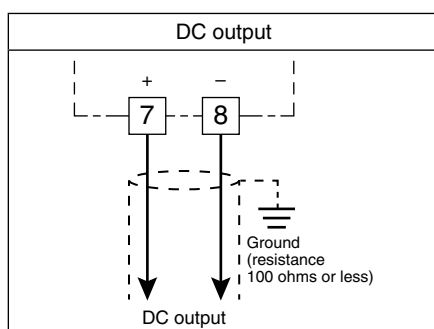 DC output
+ −
7 8
Ground
(resistance
100 ohms or less)
DC output